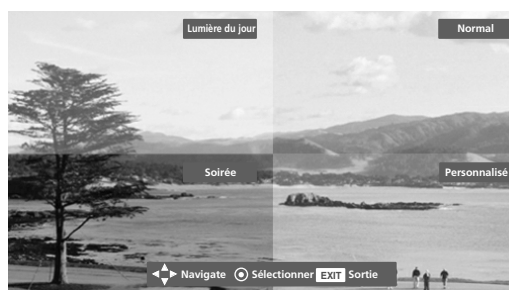 Lumière du jour
Normal
Soirée
Personnalisé
Navigate Sélectionner EXIT Sortie